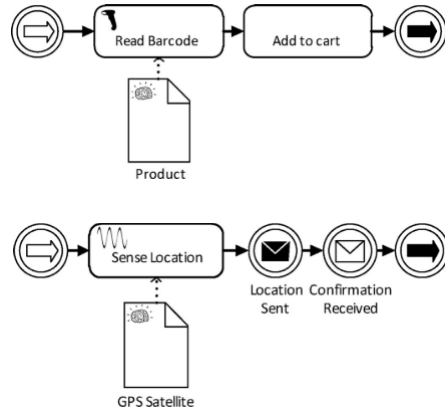 Read Barcode
Add to cart
Product
Sense Location
Location
Sent
Confirmation
Received
GPS Satellite